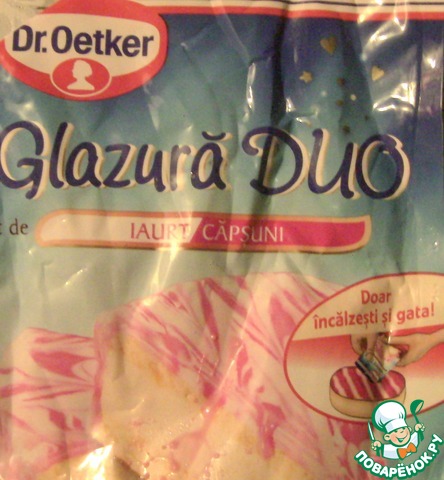 Dr.Oetker
Glazură DUO
de
IAURT/CĂPȘUNI
Doar
încălzești și gata!
ПОВАРЁНОК.РУ